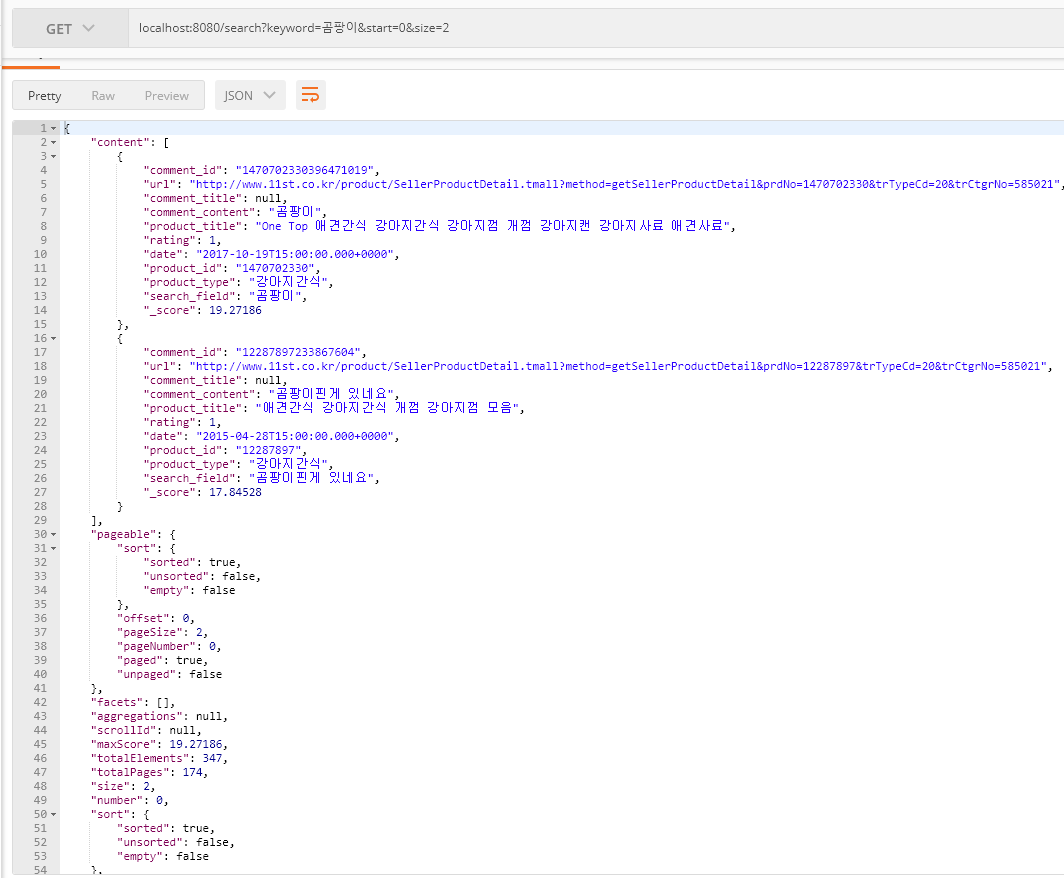 GET localhost:8080/search?keyword=곰팡이&start=0&size=2
Pretty Raw Preview JSON
1 {
2 "content": [
3 {
4 "comment_id": "1470702330396471019",
5 "url": "http://www.11st.co.kr/product/SellerProductDetail.tmall?method=getSellerProductDetail&prdNo=1470702330&trTypeCd=20&trCtgrNo=585021",
6 "comment_title": null,
7 "comment_content": "곰팡이",
8 "product_title": "One Top 애견간식 강아지간식 강아지껌 개껌 강아지캔 강아지사료 애견사료",
9 "rating": 1,
10 "date": "2017-10-19T15:00:00.000+0000",
11 "product_id": "1470702330",
12 "product_type": "강아지간식",
13 "search_field": "곰팡이",
14 "_score": 19.27186
15 },
16 {
17 "comment_id": "12287897233867604",
18 "url": "http://www.11st.co.kr/product/SellerProductDetail.tmall?method=getSellerProductDetail&prdNo=12287897&trTypeCd=20&trCtgrNo=585021",
19 "comment_title": null,
20 "comment_content": "곰팡이핀게 있네요",
21 "product_title": "애견간식 강아지간식 개껌 강아지껌 모음",
22 "rating": 1,
23 "date": "2015-04-28T15:00:00.000+0000",
24 "product_id": "12287897",
25 "product_type": "강아지간식",
26 "search_field": "곰팡이핀게 있네요",
27 "_score": 17.84528
28 }
29 ],
30 "pageable": {
31 "sort": {
32 "sorted": true,
33 "unsorted": false,
34 "empty": false
35 },
36 "offset": 0,
37 "pageSize": 2,
38 "pageNumber": 0,
39 "paged": true,
40 "unpaged": false
41 },
42 "facets": [],
43 "aggregations": null,
44 "scrollId": null,
45 "maxScore": 19.27186,
46 "totalElements": 347,
47 "totalPages": 174,
48 "size": 2,
49 "number": 0,
50 "sort": {
51 "sorted": true,
52 "unsorted": false,
53 "empty": false
54 },